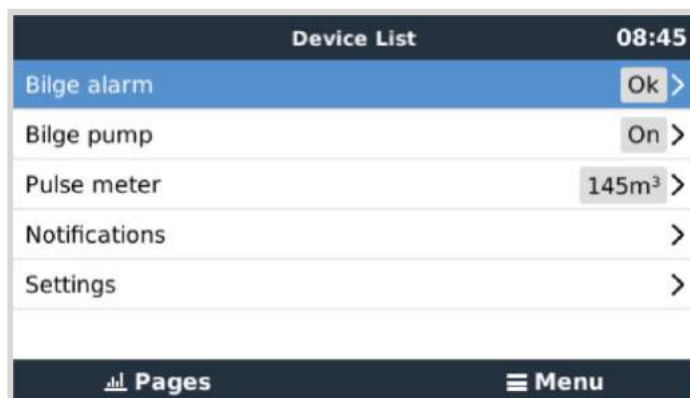 Device List 08:45
Bilge alarm Ok
Bilge pump On
Pulse meter 145m³
Notifications
Settings
Pages Menu